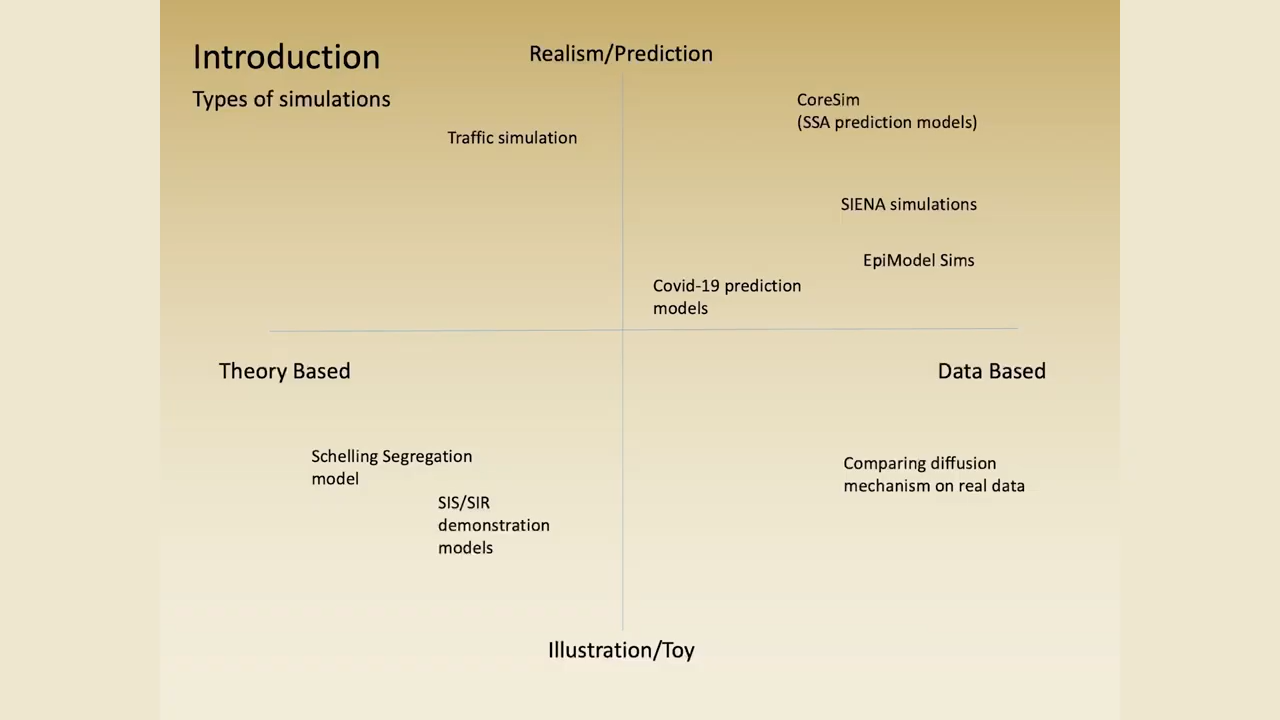 Introduction
Types of simulations
Realism/Prediction
CoreSim
(SSA prediction models)
Traffic simulation
SIENA simulations
EpiModel Sims
Covid-19 prediction
models
Theory Based
Data Based
Schelling Segregation
model
SIS/SIR
demonstration
models
Comparing diffusion
mechanism on real data
Illustration/Toy